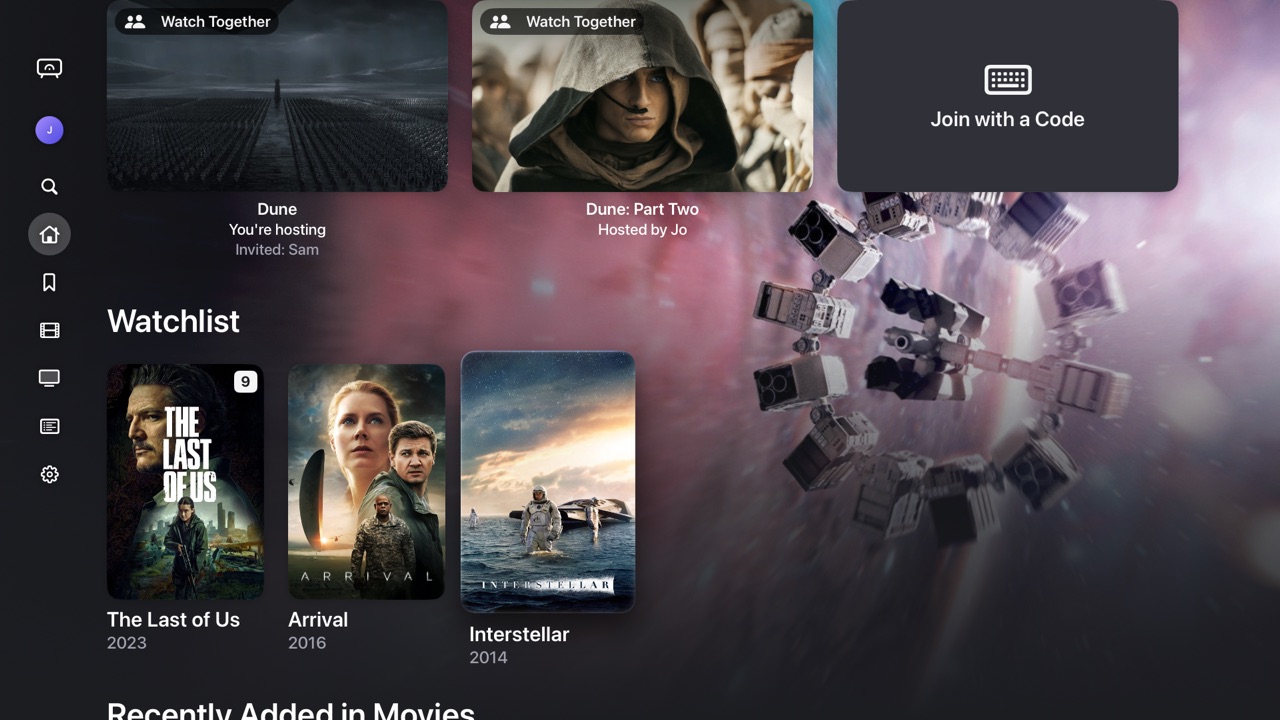 Watch Together
Watch Together
Join with a Code
Dune
You're hosting
Invited: Sam
Dune: Part Two
Hosted by Jo
J
Watchlist
9
THE
LAST
OF US
ARRIVAL
INTERSTELLAR
The Last of Us
2023
Arrival
2016
Interstellar
2014
Recently Added in Movies